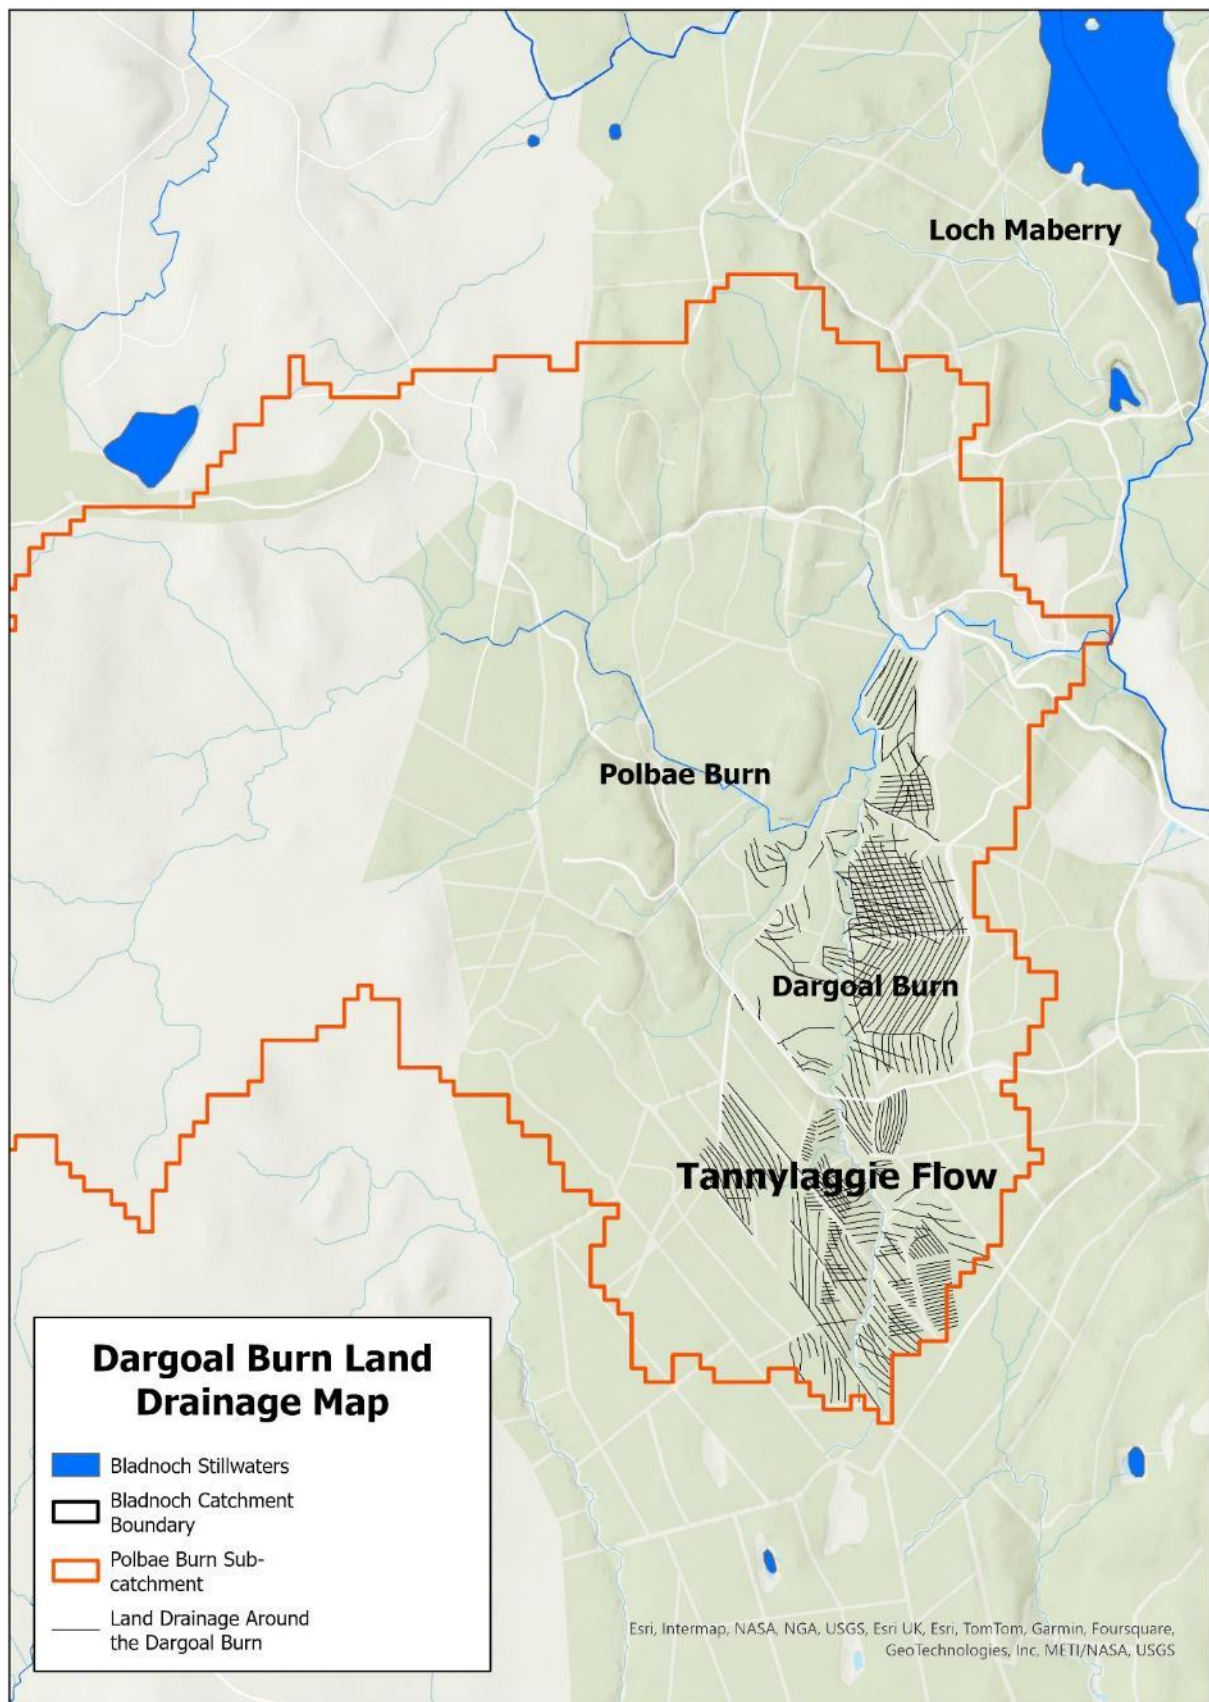 Loch Maberry
Polbae Burn
Dargoal Burn
Tannylaggie Flow
Dargoal Burn Land
Drainage Map
Bladnoch Stillwaters
Bladnoch Catchment
Boundary
Polbae Burn Sub-
catchment
Land Drainage Around
the Dargoal Burn
Esri, Intermap, NASA, NGA, USGS, Esri UK, Esri, TomTom, Garmin, Foursquare,
GeoTechnologies, Inc, METI/NASA, USGS